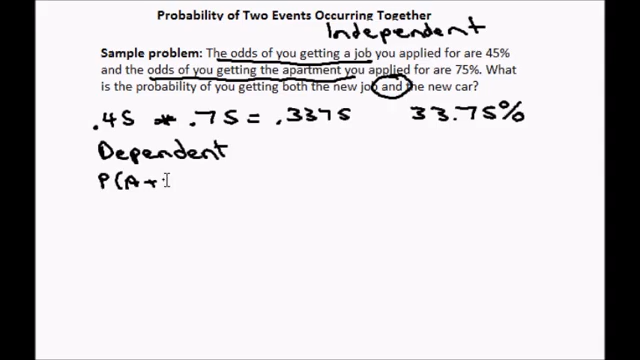 Probability of Two Events Occurring Together
Independent
Sample problem: The odds of you getting a job you applied for are 45%
and the odds of you getting the apartment you applied for are 75%. What
is the probability of you getting both the new job and the new car?
.45 * .75 = .3375 33.75%
Dependent
P(A +